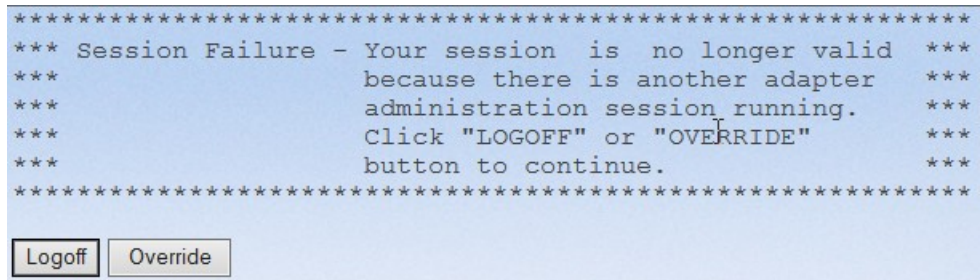 ************************************************************
*** Session Failure - Your session  is  no longer valid  ***
***                   because there is another adapter   ***
***                   administration session running.    ***
***                   Click "LOGOFF" or "OVERRIDE"       ***
***                   button to continue.                ***
************************************************************
Logoff Override